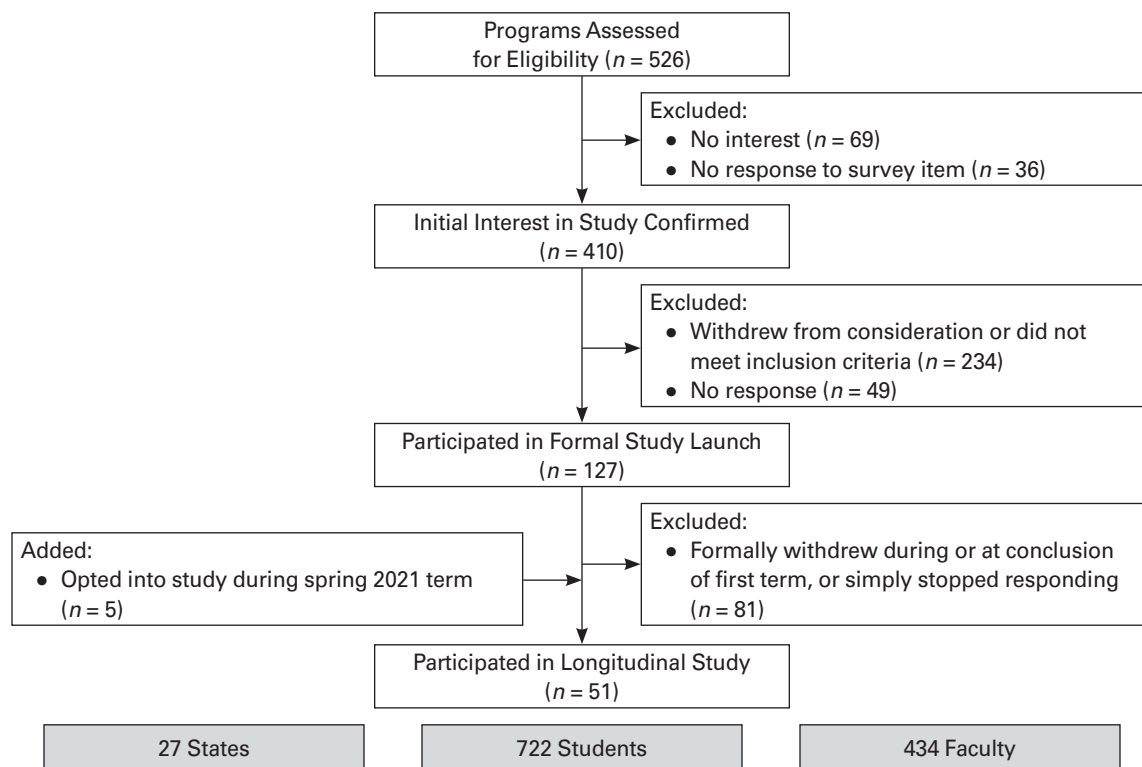 Programs Assessed
for Eligibility (n = 526)
Excluded:
● No interest (n = 69)
● No response to survey item (n = 36)
Initial Interest in Study Confirmed
(n = 410)
Excluded:
● Withdrew from consideration or did not
meet inclusion criteria (n = 234)
● No response (n = 49)
Participated in Formal Study Launch
(n = 127)
Added:
● Opted into study during spring 2021 term
(n = 5)
Excluded:
● Formally withdrew during or at conclusion
of first term, or simply stopped responding
(n = 81)
Participated in Longitudinal Study
(n = 51)
27 States
722 Students
434 Faculty